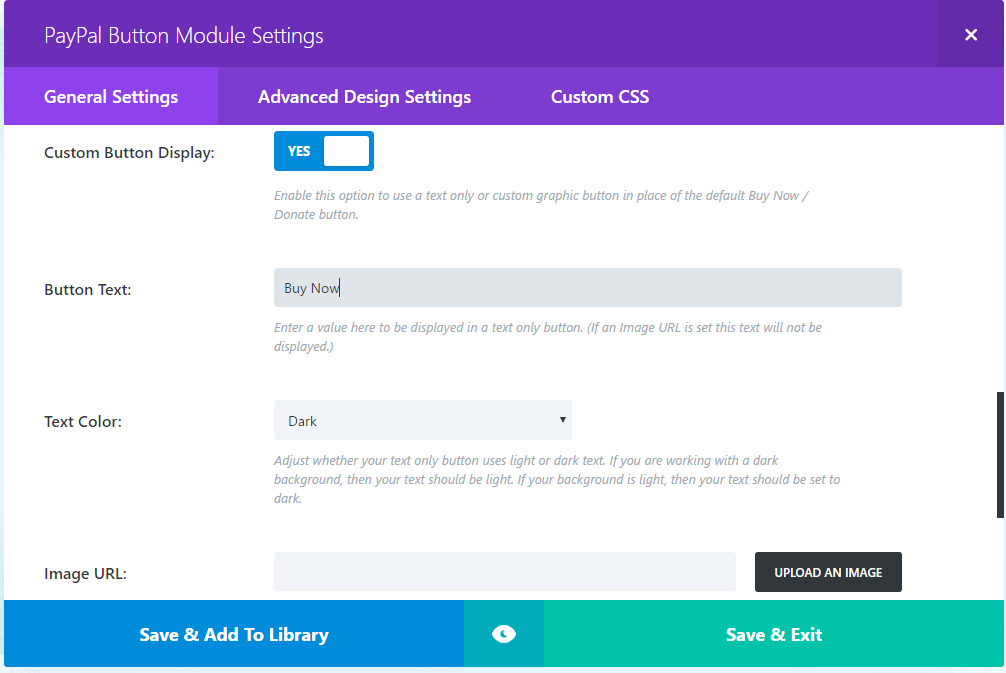 PayPal Button Module Settings
×
General Settings
Advanced Design Settings
Custom CSS
Custom Button Display:
YES
Enable this option to use a text only or custom graphic button in place of the default Buy Now /
Donate button.
Button Text:
Buy Now
Enter a value here to be displayed in a text only button. (If an Image URL is set this text will not be
displayed.)
Text Color:
Dark
Adjust whether your text only button uses light or dark text. If you are working with a dark
background, then your text should be light. If your background is light, then your text should be set to
dark.
Image URL:
UPLOAD AN IMAGE
Save & Add To Library
Save & Exit